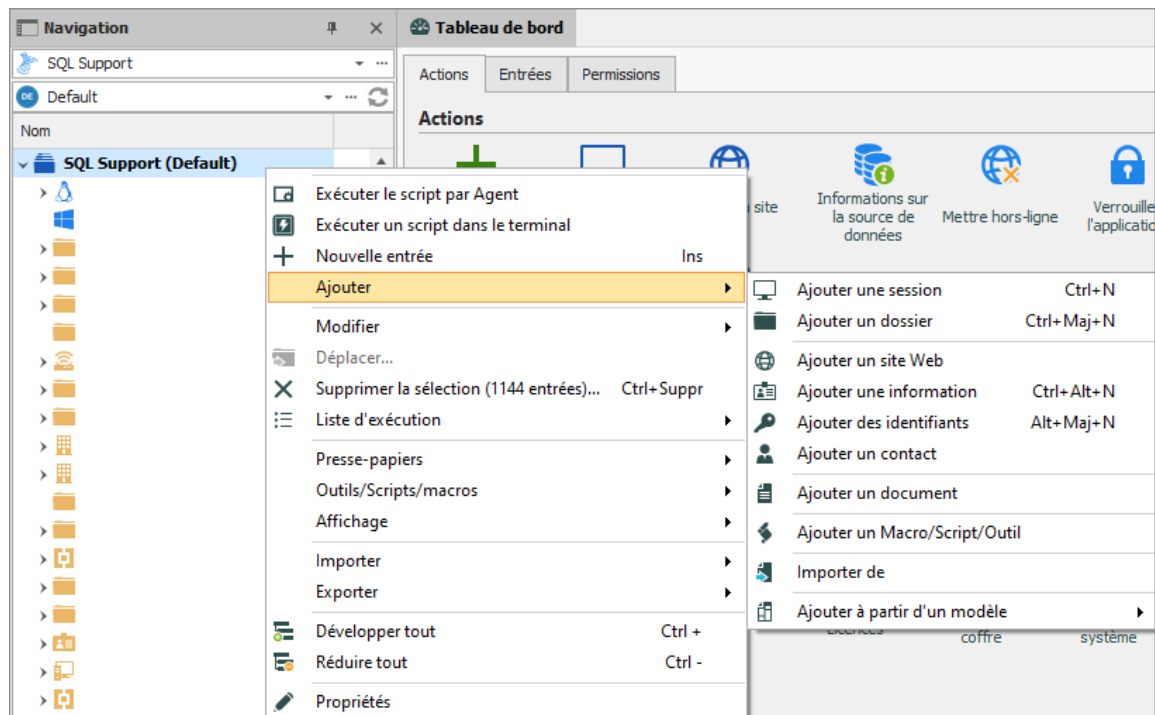 Navigation
Tableau de bord
SQL Support
DE Default
Nom
SQL Support (Default)
Actions
Entrées
Permissions
Actions
site
Informations sur
la source de
données
Mettre hors-ligne
Verrouille
l'applicatio
Exécuter le script par Agent
Exécuter un script dans le terminal
Nouvelle entrée Ins
Ajouter
Modifier
Déplacer...
Supprimer la sélection (1144 entrées)... Ctrl+Suppr
Liste d'exécution
Presse-papiers
Outils/Scripts/macros
Affichage
Importer
Exporter
Développer tout Ctrl +
Réduire tout Ctrl -
Propriétés
Ajouter une session Ctrl+N
Ajouter un dossier Ctrl+Maj+N
Ajouter un site Web
Ajouter une information Ctrl+Alt+N
Ajouter des identifiants Alt+Maj+N
Ajouter un contact
Ajouter un document
Ajouter un Macro/Script/Outil
Importer de
Ajouter à partir d'un modèle
Licences
coffre
système